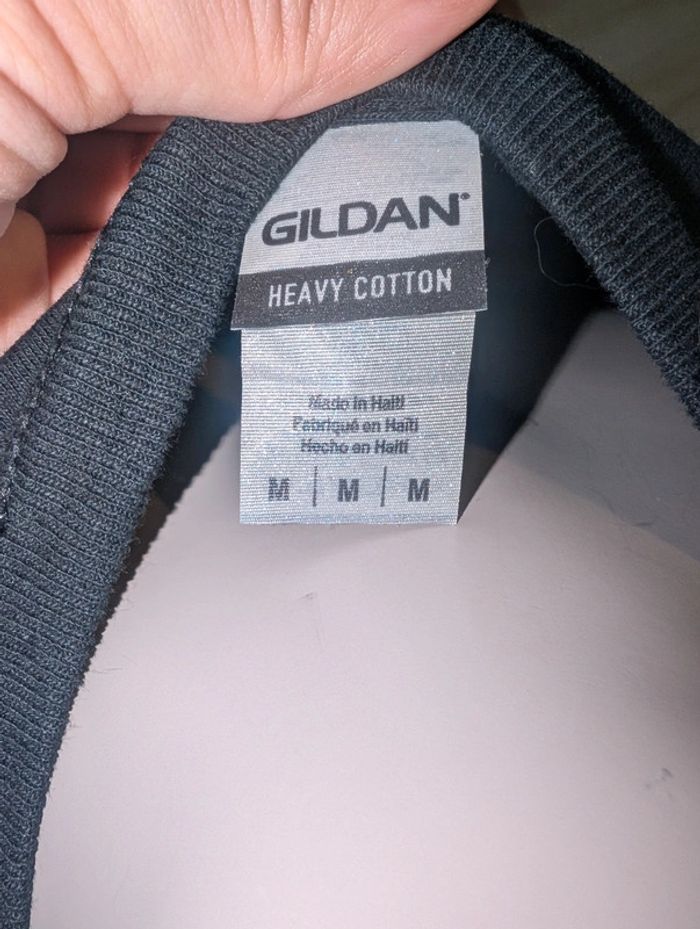 GILDAN®
HEAVY COTTON
Made in Haiti
Fabriqué en Haïti
Hecho en Haití
M | M | M